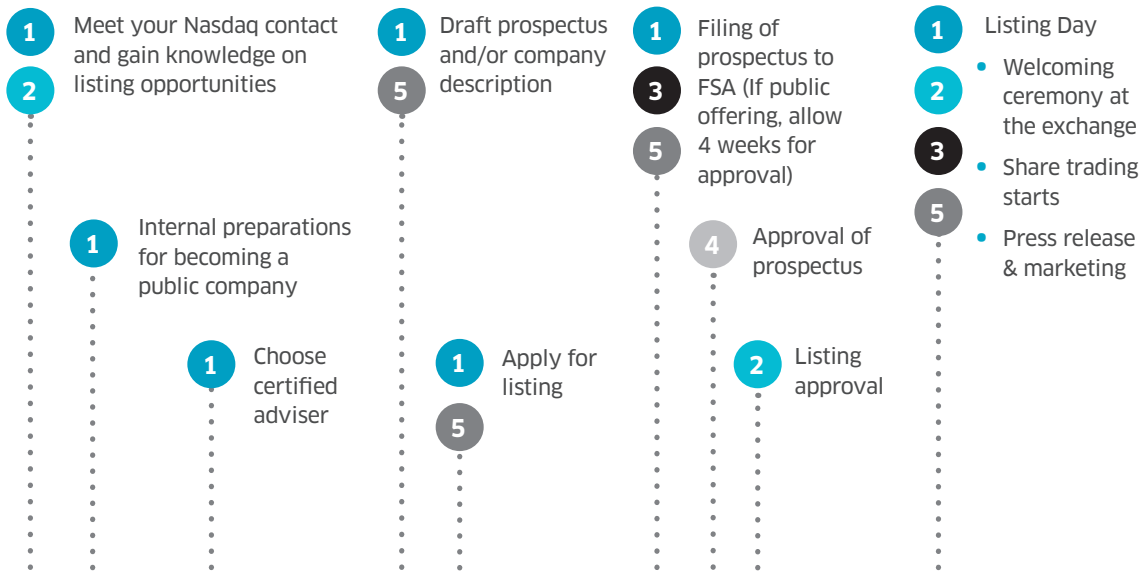 1
2
Meet your Nasdaq contact
and gain knowledge on
listing opportunities
1
Internal preparations
for becoming a
public company
1
Choose
certified
adviser
1
5
Draft prospectus
and/or company
description
1
5
Apply for
listing
1
3
5
Filing of
prospectus to
FSA (If public
offering, allow
4 weeks for
approval)
4
Approval of
prospectus
2
Listing
approval
1
2
3
5
Listing Day
• Welcoming
ceremony at
the exchange
• Share trading
starts
• Press release
& marketing